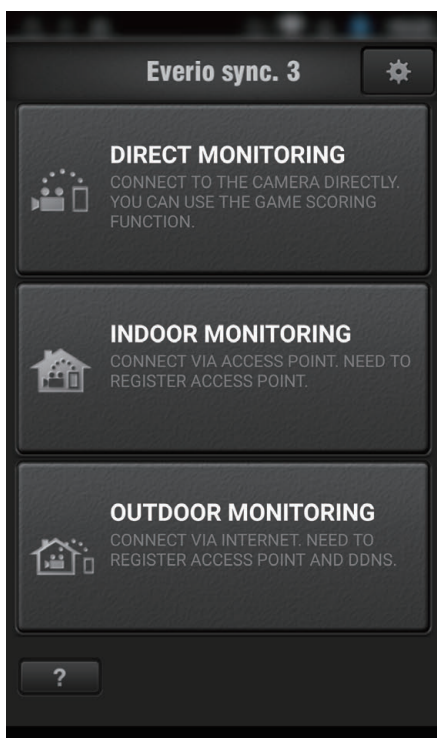 Everio sync. 3
DIRECT MONITORING
CONNECT TO THE CAMERA DIRECTLY.
YOU CAN USE THE GAME SCORING
FUNCTION.
INDOOR MONITORING
CONNECT VIA ACCESS POINT. NEED TO
REGISTER ACCESS POINT.
OUTDOOR MONITORING
CONNECT VIA INTERNET. NEED TO
REGISTER ACCESS POINT AND DDNS.
?